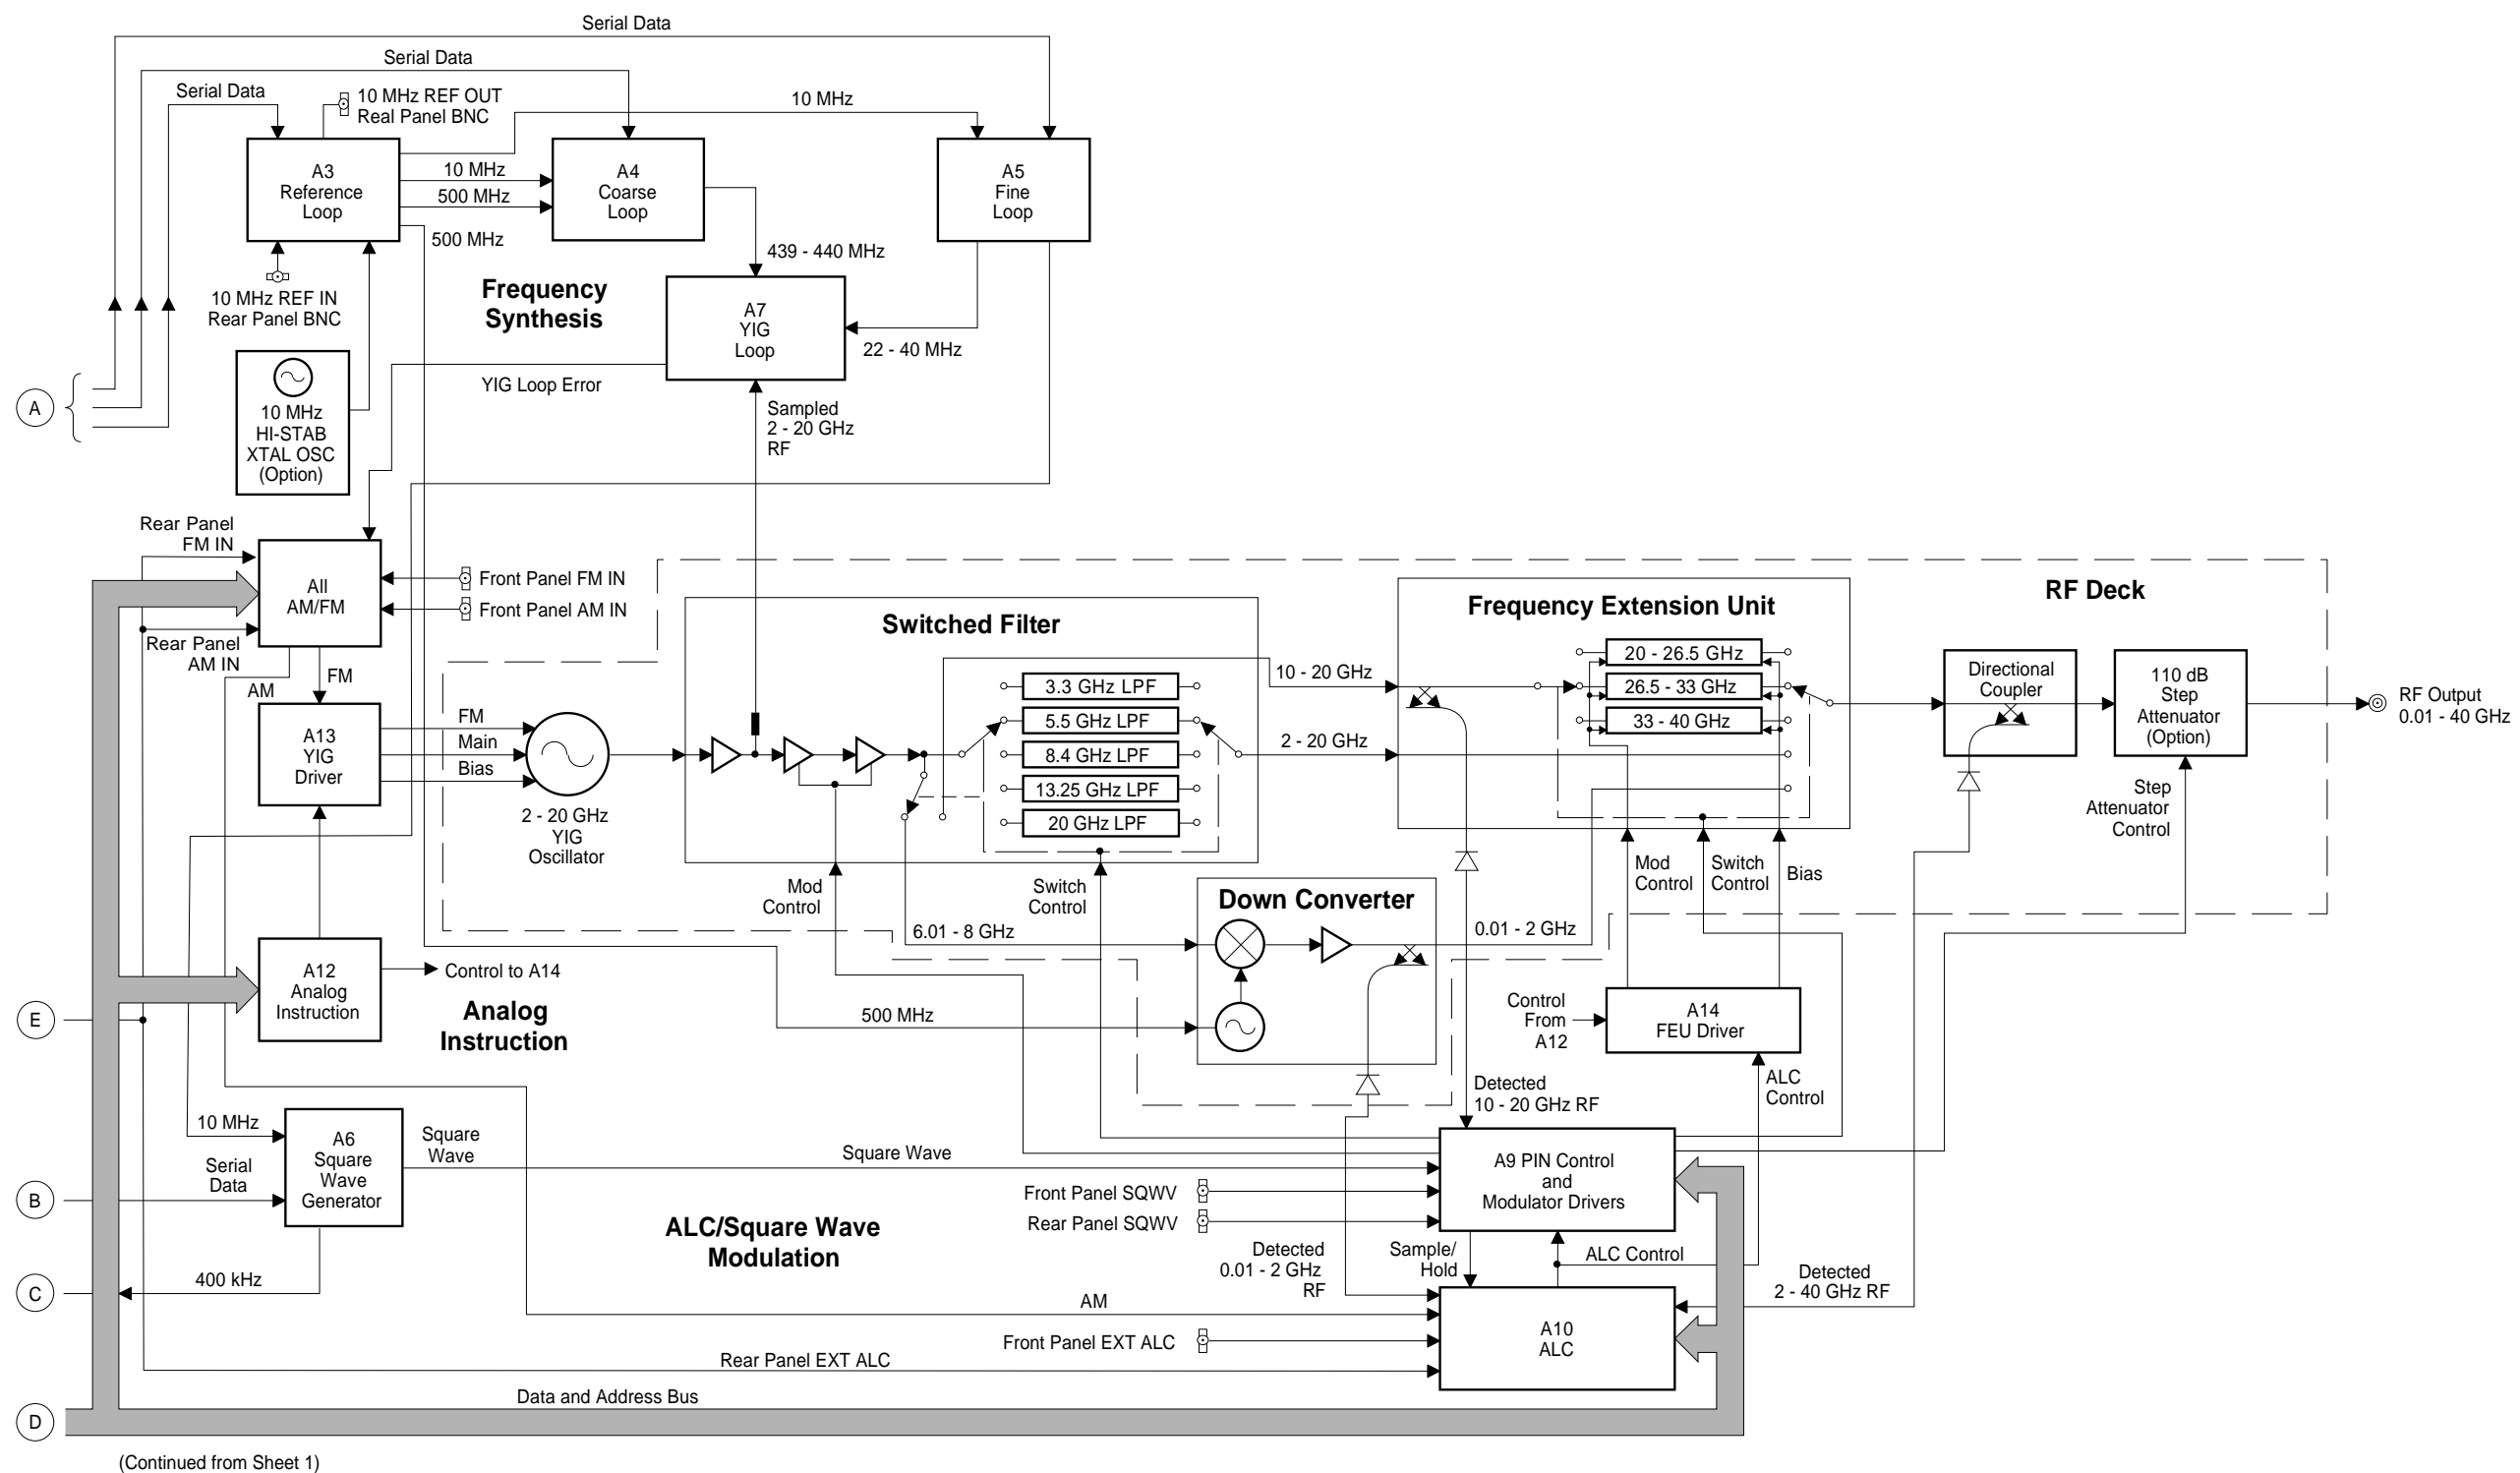 Serial Data
Serial Data
Serial Data
10 MHz REF OUT
Real Panel BNC
10 MHz
A3
Reference
Loop
10 MHz
500 MHz
A4
Coarse
Loop
A5
Fine
Loop
500 MHz
439 - 440 MHz
10 MHz REF IN
Rear Panel BNC
Frequency
Synthesis
A7
YIG
Loop
22 - 40 MHz
YIG Loop Error
A
10 MHz
HI-STAB
XTAL OSC
(Option)
Sampled
2 - 20 GHz
RF
Rear Panel
FM IN
All
AM/FM
Front Panel FM IN
Front Panel AM IN
Rear Panel
AM IN
AM
FM
A13
YIG
Driver
FM
Main
Bias
2 - 20 GHz
YIG
Oscillator
Switched Filter
3.3 GHz LPF
5.5 GHz LPF
8.4 GHz LPF
13.25 GHz LPF
20 GHz LPF
10 - 20 GHz
2 - 20 GHz
Frequency Extension Unit
20 - 26.5 GHz
26.5 - 33 GHz
33 - 40 GHz
RF Deck
Directional
Coupler
110 dB
Step
Attenuator
(Option)
RF Output
0.01 - 40 GHz
Step
Attenuator
Control
Mod
Control
Switch
Control
Mod
Control
Switch
Control
Bias
Down Converter
6.01 - 8 GHz
0.01 - 2 GHz
500 MHz
A12
Analog
Instruction
Control to A14
Analog
Instruction
E
Control
From
A12
A14
FEU Driver
ALC
Control
Detected
10 - 20 GHz RF
10 MHz
A6
Square
Wave
Generator
Square
Wave
Square Wave
Serial
Data
B
A9 PIN Control
and
Modulator Drivers
Front Panel SQWV
Rear Panel SQWV
ALC/Square Wave
Modulation
Detected
0.01 - 2 GHz
RF
Sample/
Hold
ALC Control
Detected
2 - 40 GHz RF
C
400 kHz
AM
A10
ALC
Front Panel EXT ALC
Rear Panel EXT ALC
Data and Address Bus
D
(Continued from Sheet 1)